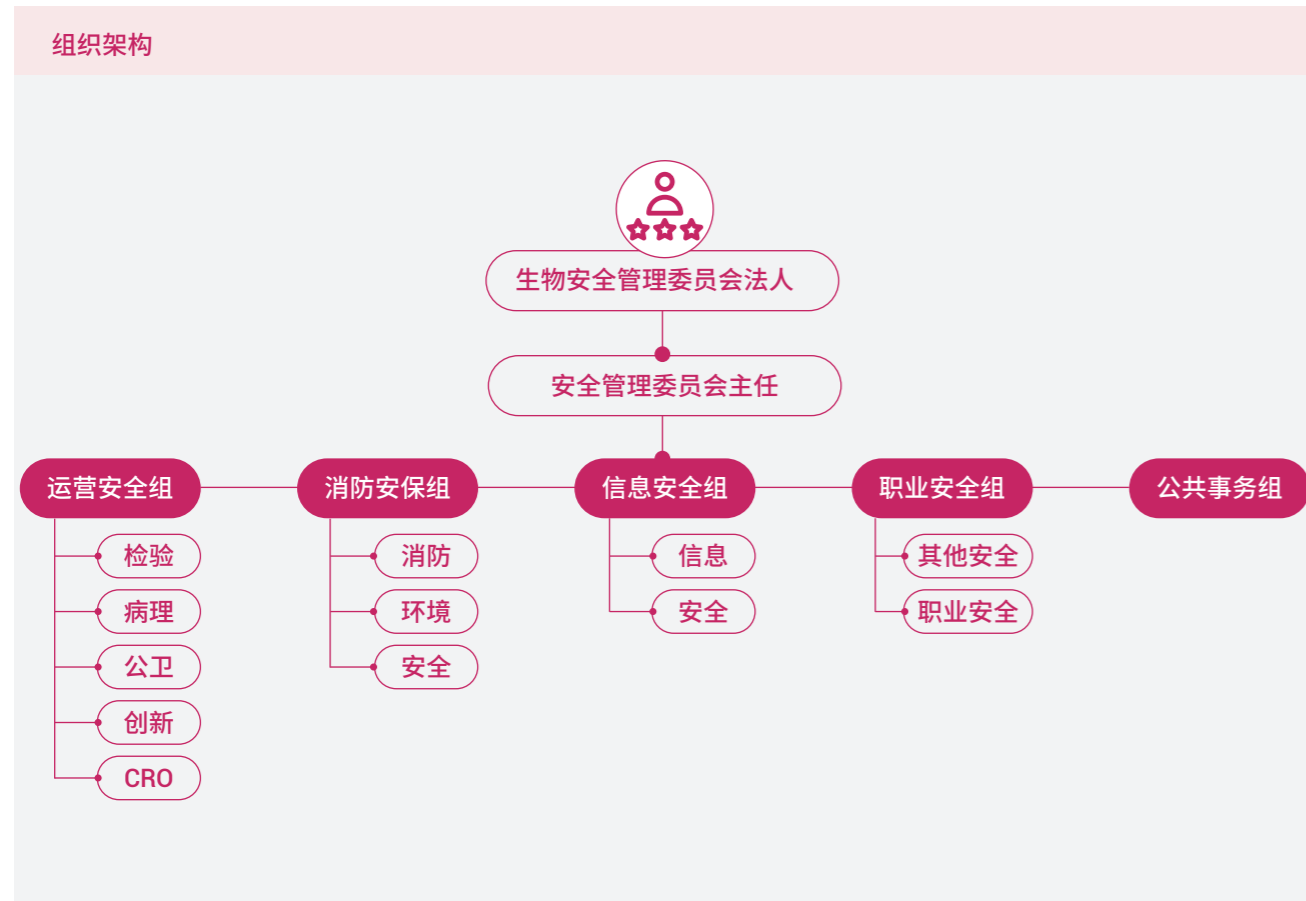 组织架构
生物安全管理委员会法人
安全管理委员会主任
运营安全组
消防安保组
信息安全组
职业安全组
公共事务组
检验
病理
公卫
创新
CRO
消防
环境
安全
信息
安全
其他安全
职业安全